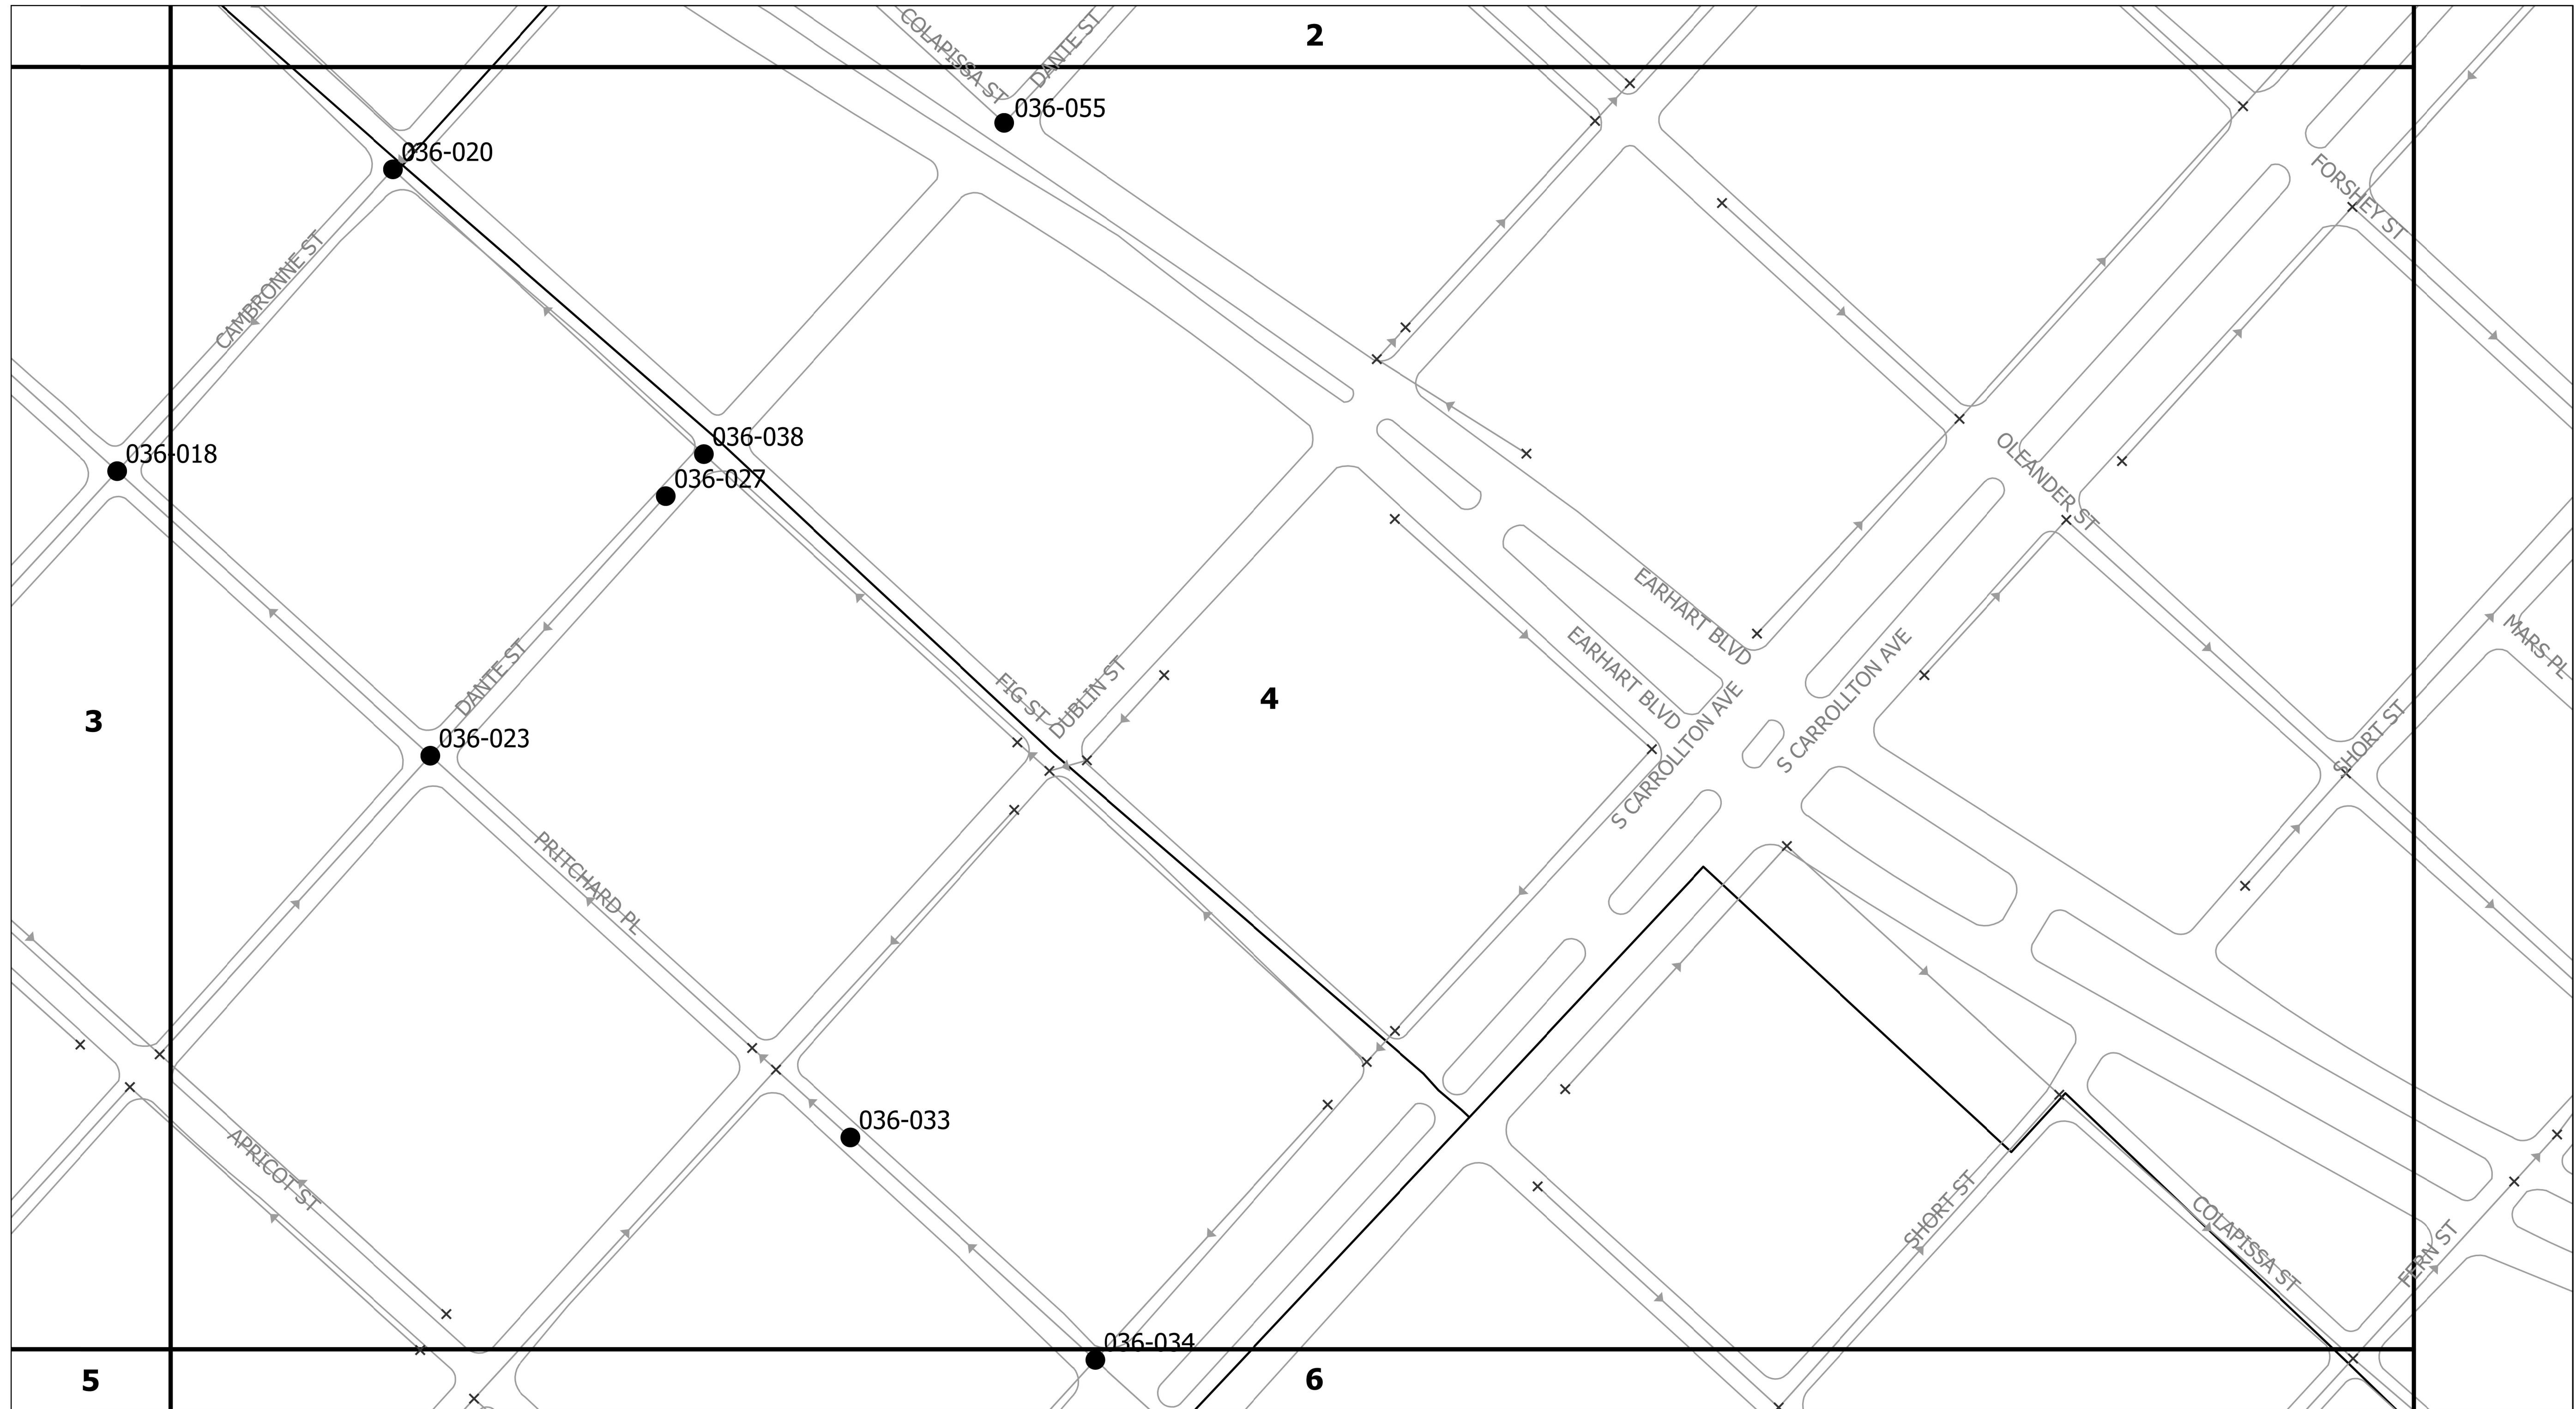 COLAPISSA ST
DANTE ST
2
036-055
036-020
FORSHEY ST
CAMBRONNE ST
036-038
036-018
036-027
OLEANDER ST
EARHART BLVD
EARHART BLVD
MARS PL
DANTE ST
FIG ST
DUBLIN ST
4
S CARROLLTON AVE
S CARROLLTON AVE
3
036-023
SHORT ST
PRITCHARD PL
036-033
APRICOT ST
SHORT ST
COLAPISSA ST
FERN ST
036-034
5
6